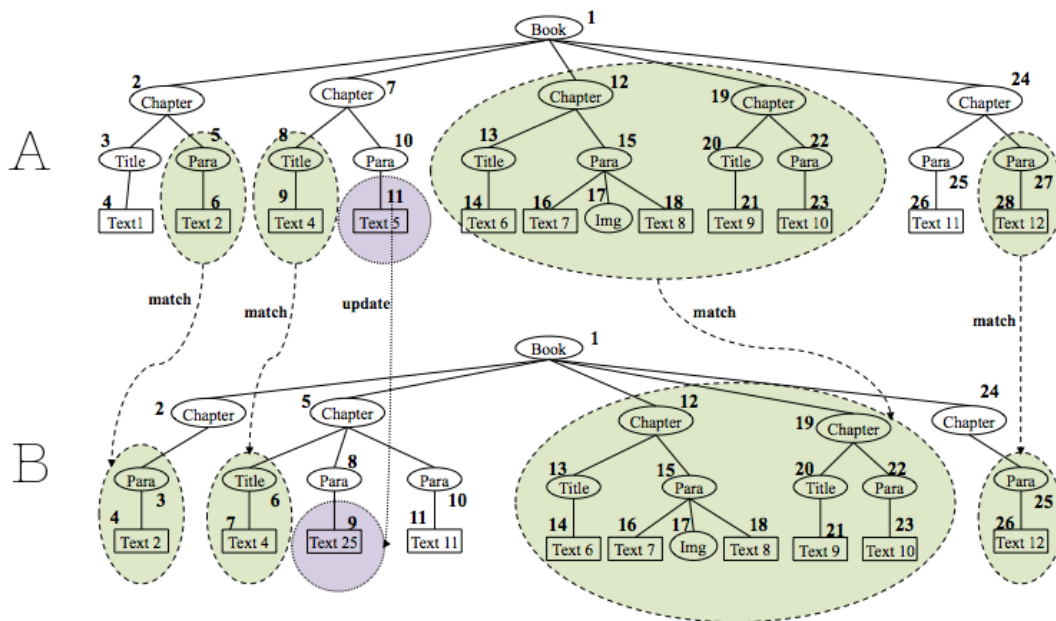 Book 1
2 7 12 24
Chapter Chapter Chapter 19 Chapter Chapter
A
3 5 8 10 13 15 20 22
Title Para Title Para Title Para Title Para Para 25 Para 27
4 6 9 11 14 16 17 18 21 23 26 28
Text1 Text 2 Text 4 Text 5 Text 6 Text 7 Img Text 8 Text 9 Text 10 Text 11 Text 12
match match update match match
Book 1
2 5 12 19 24
Chapter Chapter Chapter Chapter Chapter
B
8 13 15 20 22
Para 3 Title 6 Para Para 10 Title Para Title Para Para 25
4 7 9 11 14 16 17 18 21 23 26
Text 2 Text 4 Text 25 Text 11 Text 6 Text 7 Img Text 8 Text 9 Text 10 Text 12